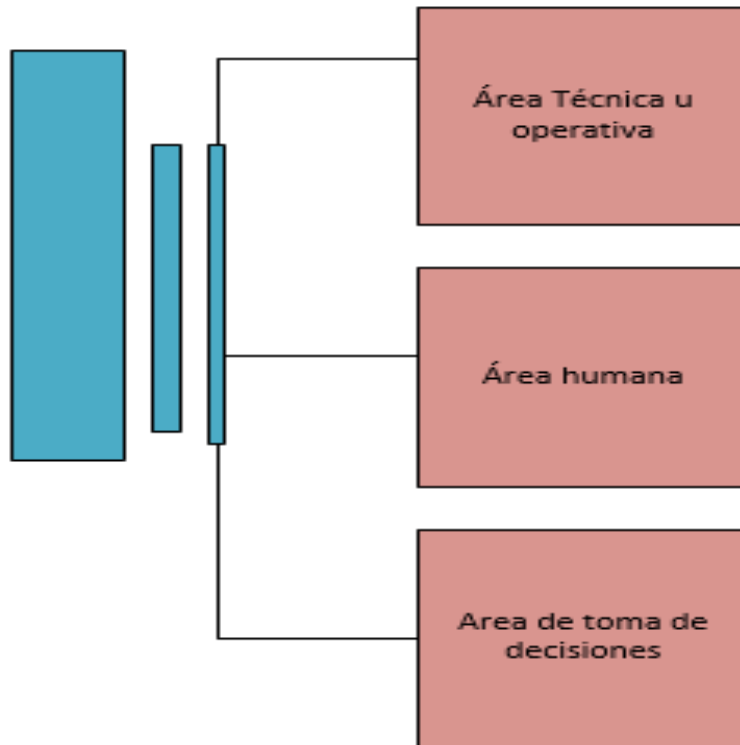 Área Técnica u
operativa
Área humana
Area de toma de
decisiones